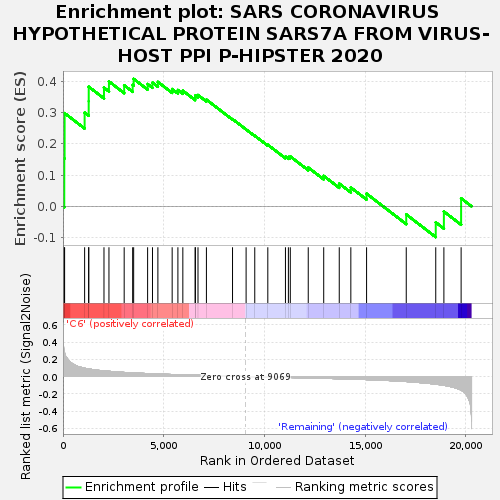 Enrichment plot: SARS CORONAVIRUS
HYPOTHETICAL PROTEIN SARS7A FROM VIRUS-
HOST PPI P-HIPSTER 2020
Enrichment score (ES)
0.4
0.3
0.2
0.1
0.0
-0.1
'C6' (positively correlated)
Ranked list metric (Signal2Noise)
0.6
0.4
0.2
0.0
-0.2
-0.4
-0.6
Zero cross at 9069
'Remaining' (negatively correlated)
0
5,000
10,000
15,000
20,000
Rank in Ordered Dataset
Enrichment profile
Hits
Ranking metric scores